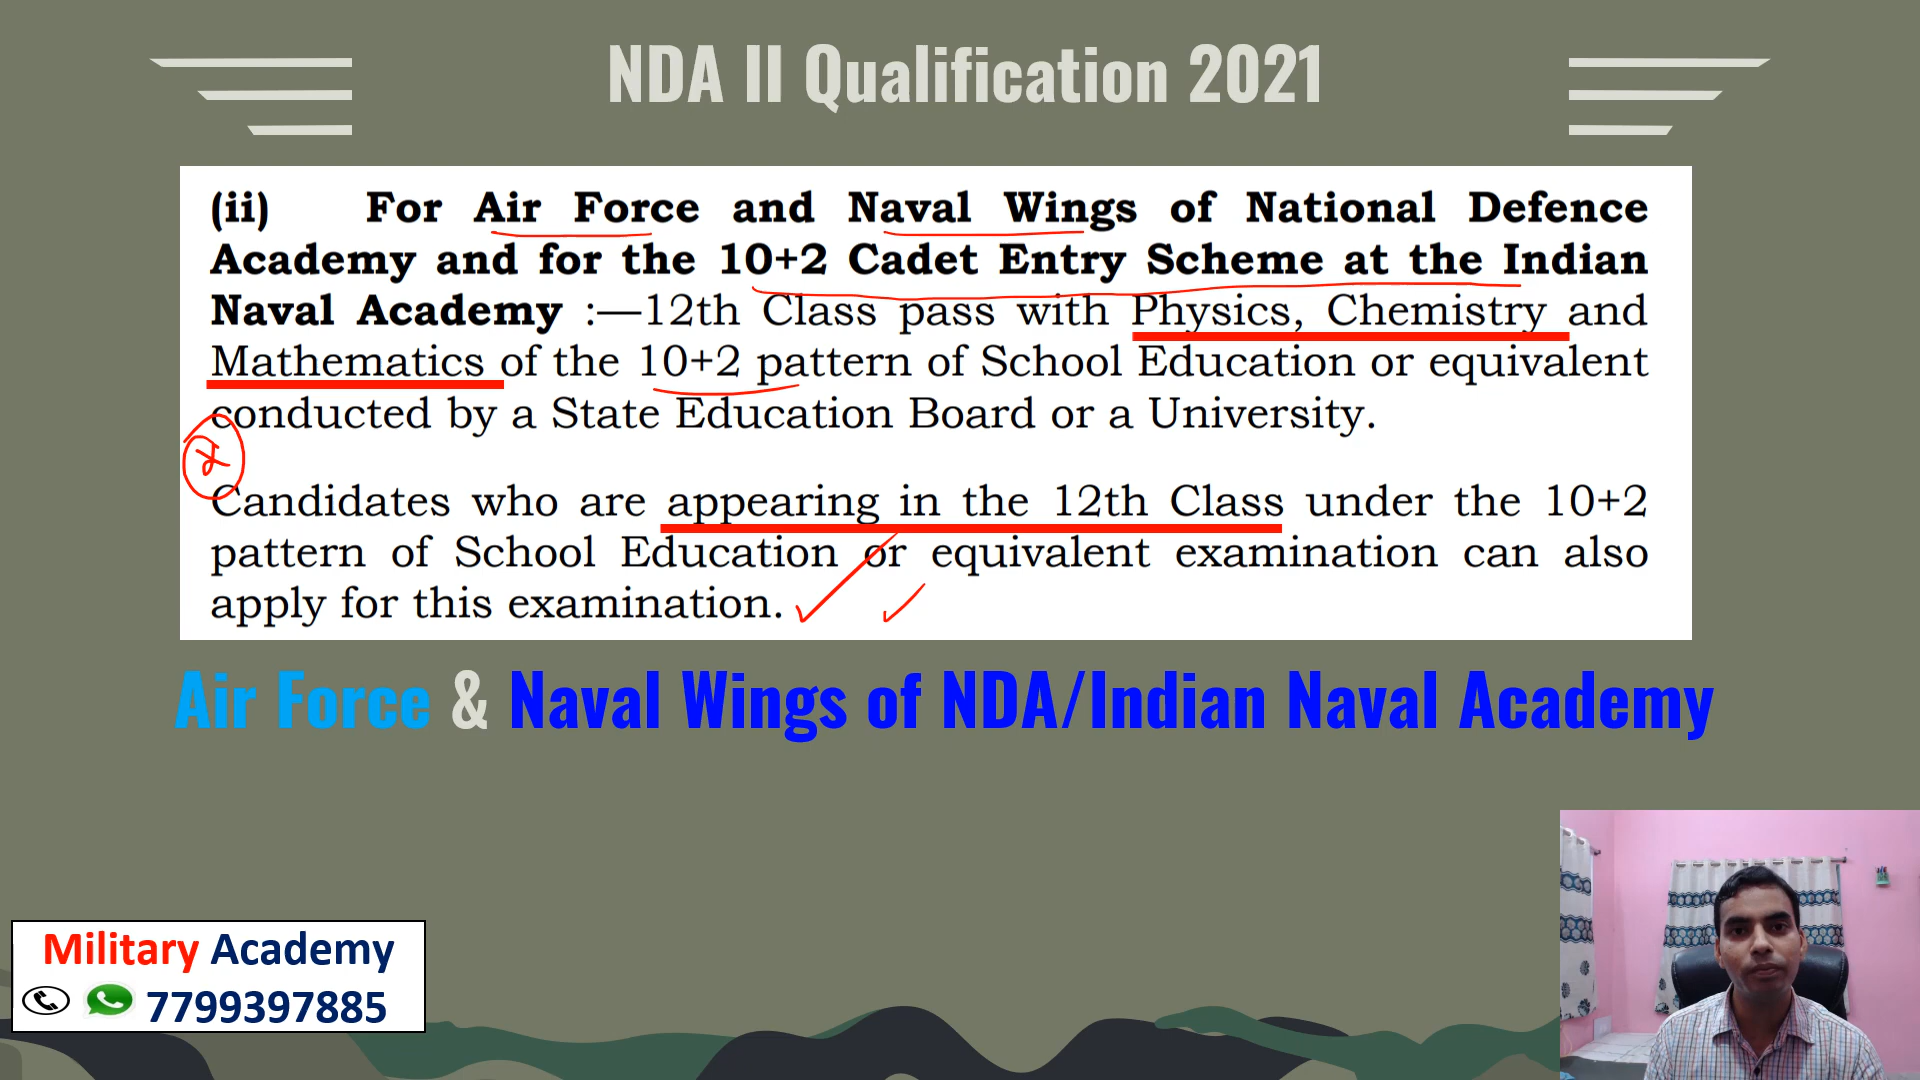 NDA II Qualification 2021
(ii) For Air Force and Naval Wings of National Defence
Academy and for the 10+2 Cadet Entry Scheme at the Indian
Naval Academy :—12th Class pass with Physics, Chemistry and
Mathematics of the 10+2 pattern of School Education or equivalent
conducted by a State Education Board or a University.
Candidates who are appearing in the 12th Class under the 10+2
pattern of School Education or equivalent examination can also
apply for this examination.
Air Force & Naval Wings of NDA/Indian Naval Academy
Military Academy
7799397885